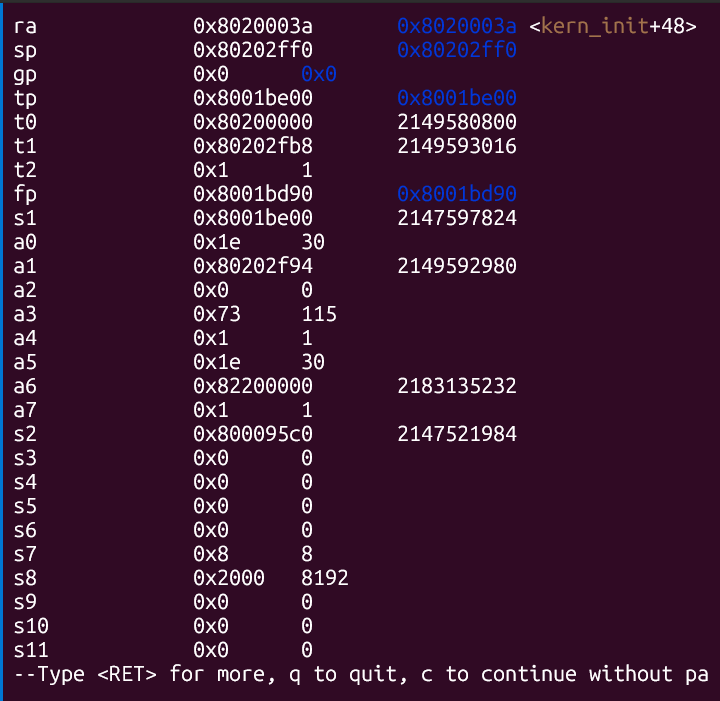 ra 0x8020003a 0x8020003a <kern_init+48>
sp 0x80202ff0 0x80202ff0
gp 0x0 0x0
tp 0x8001be00 0x8001be00
t0 0x80200000 2149580800
t1 0x80202fb8 2149593016
t2 0x1 1
fp 0x8001bd90 0x8001bd90
s1 0x8001be00 2147597824
a0 0x1e 30
a1 0x80202f94 2149592980
a2 0x0 0
a3 0x73 115
a4 0x1 1
a5 0x1e 30
a6 0x82200000 2183135232
a7 0x1 1
s2 0x800095c0 2147521984
s3 0x0 0
s4 0x0 0
s5 0x0 0
s6 0x0 0
s7 0x8 8
s8 0x2000 8192
s9 0x0 0
s10 0x0 0
s11 0x0 0
--Type <RET> for more, q to quit, c to continue without pa